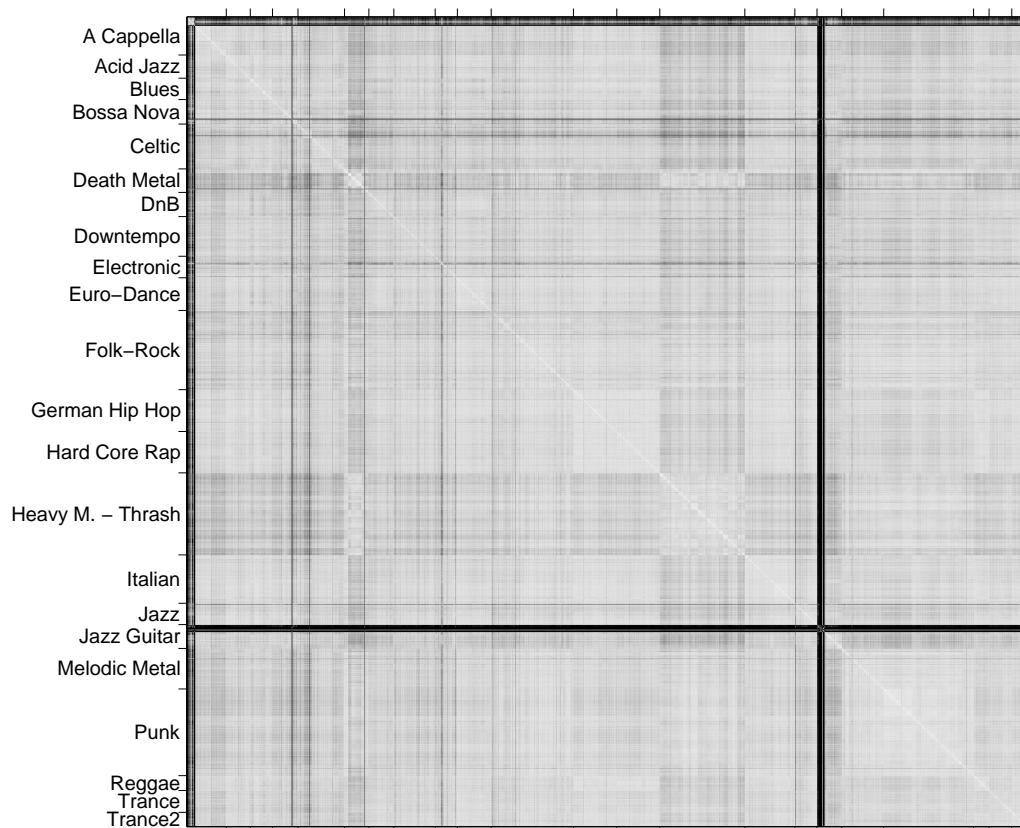 A Cappella
Acid Jazz
Blues
Bossa Nova
Celtic
Death Metal
DnB
Downtempo
Electronic
Euro−Dance
Folk−Rock
German Hip Hop
Hard Core Rap
Heavy M. − Thrash
Italian
Jazz
Jazz Guitar
Melodic Metal
Punk
Reggae
Trance
Trance2